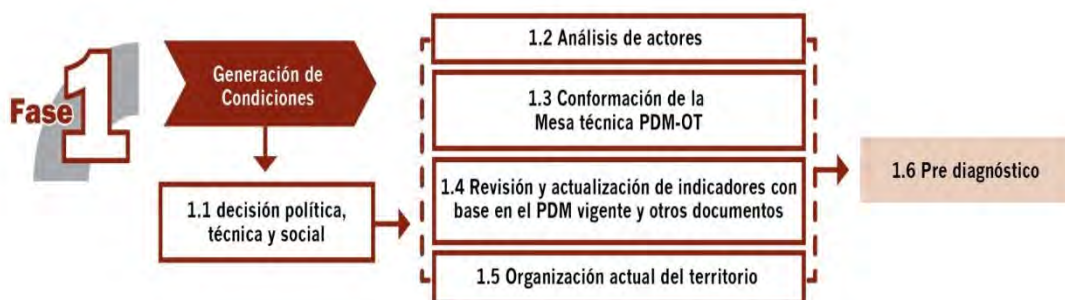 Fase 1
Generación de
Condiciones
1.1 decisión política,
técnica y social
1.2 Análisis de actores
1.3 Conformación de la
Mesa técnica PDM-OT
1.4 Revisión y actualización de indicadores con
base en el PDM vigente y otros documentos
1.5 Organización actual del territorio
1.6 Pre diagnóstico